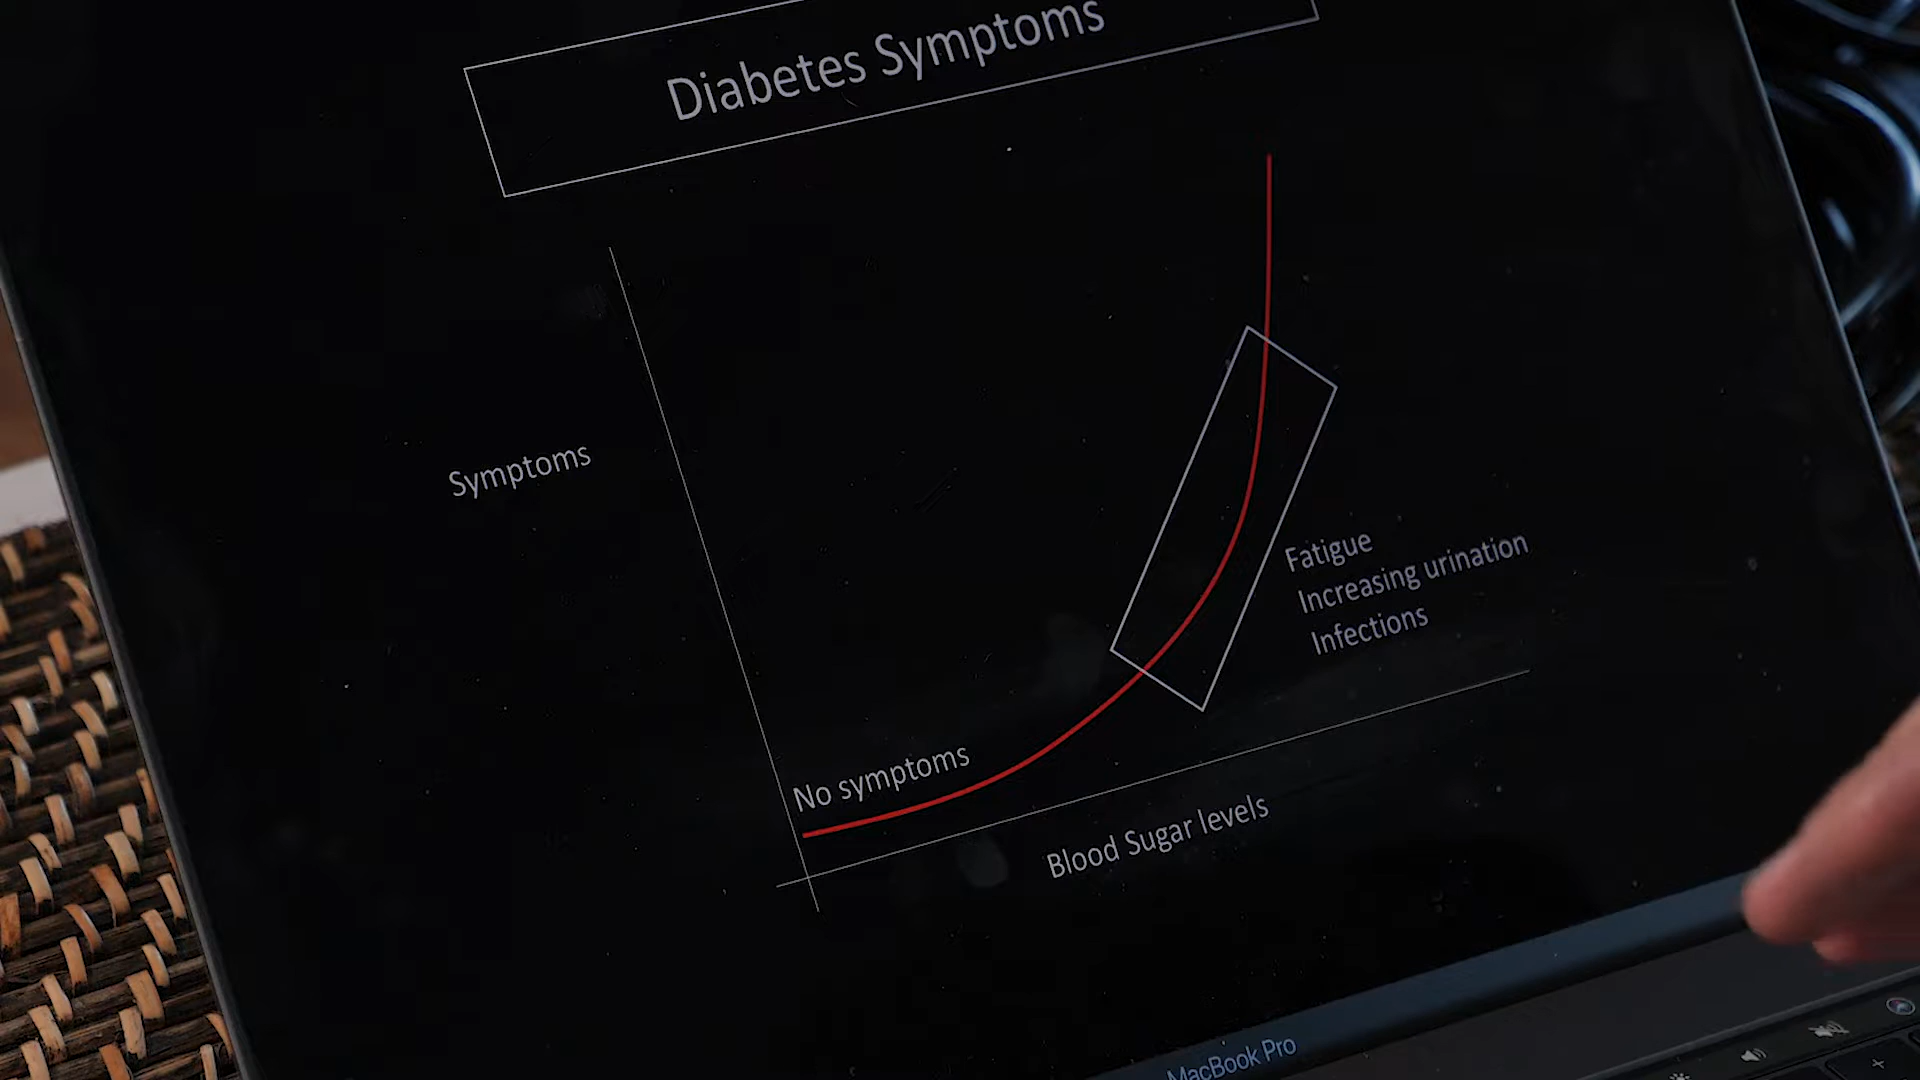 Diabetes Symptoms
Symptoms
Fatigue
Increasing urination
Infections
No symptoms
Blood Sugar levels
MacBook Pro